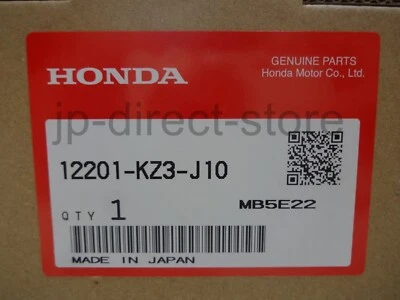 HONDA
GENUINE PARTS
Honda Motor Co., Ltd.
jp-direct-store
12201-KZ3-J10
QTY 1
MB5E22
MADE IN JAPAN